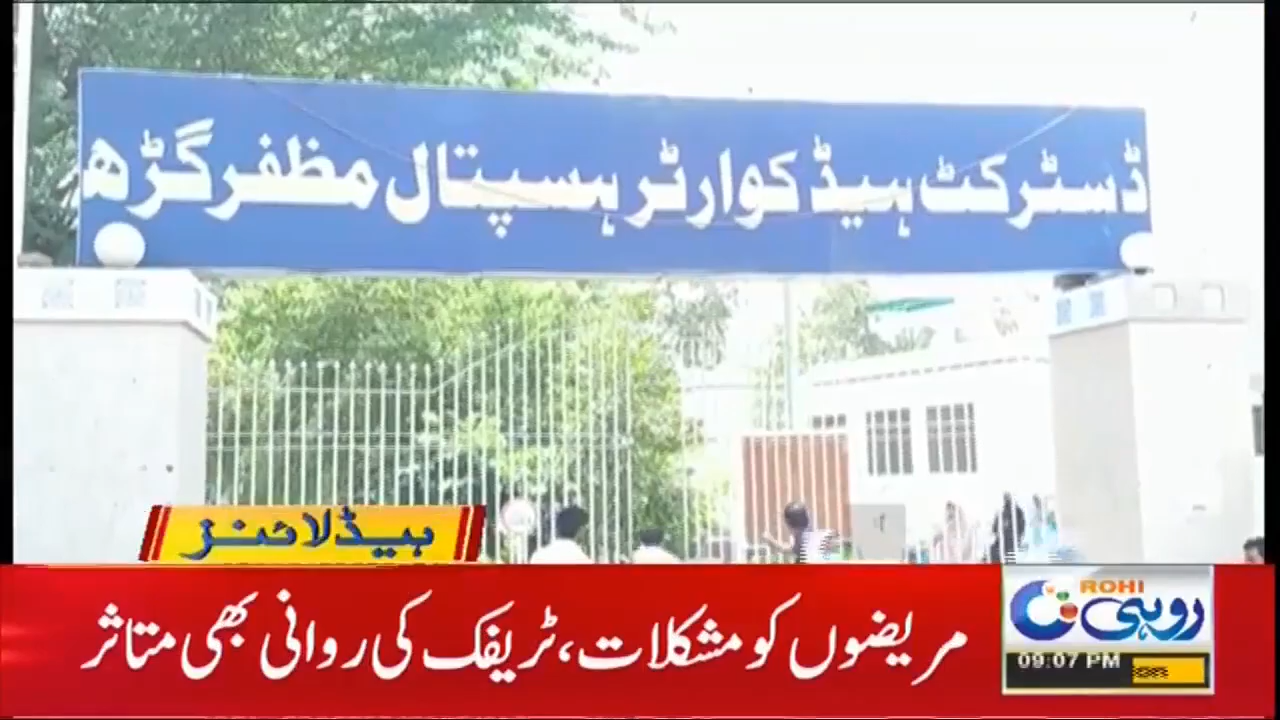 ڈسٹرکٹ ہیڈ کوارٹر ہسپتال مظفر گڑھ
ہیڈ لائنز
مریضوں کو مشکلات، ٹریفک کی روانی بھی متاثر
ROHI
روہی
09:07 PM